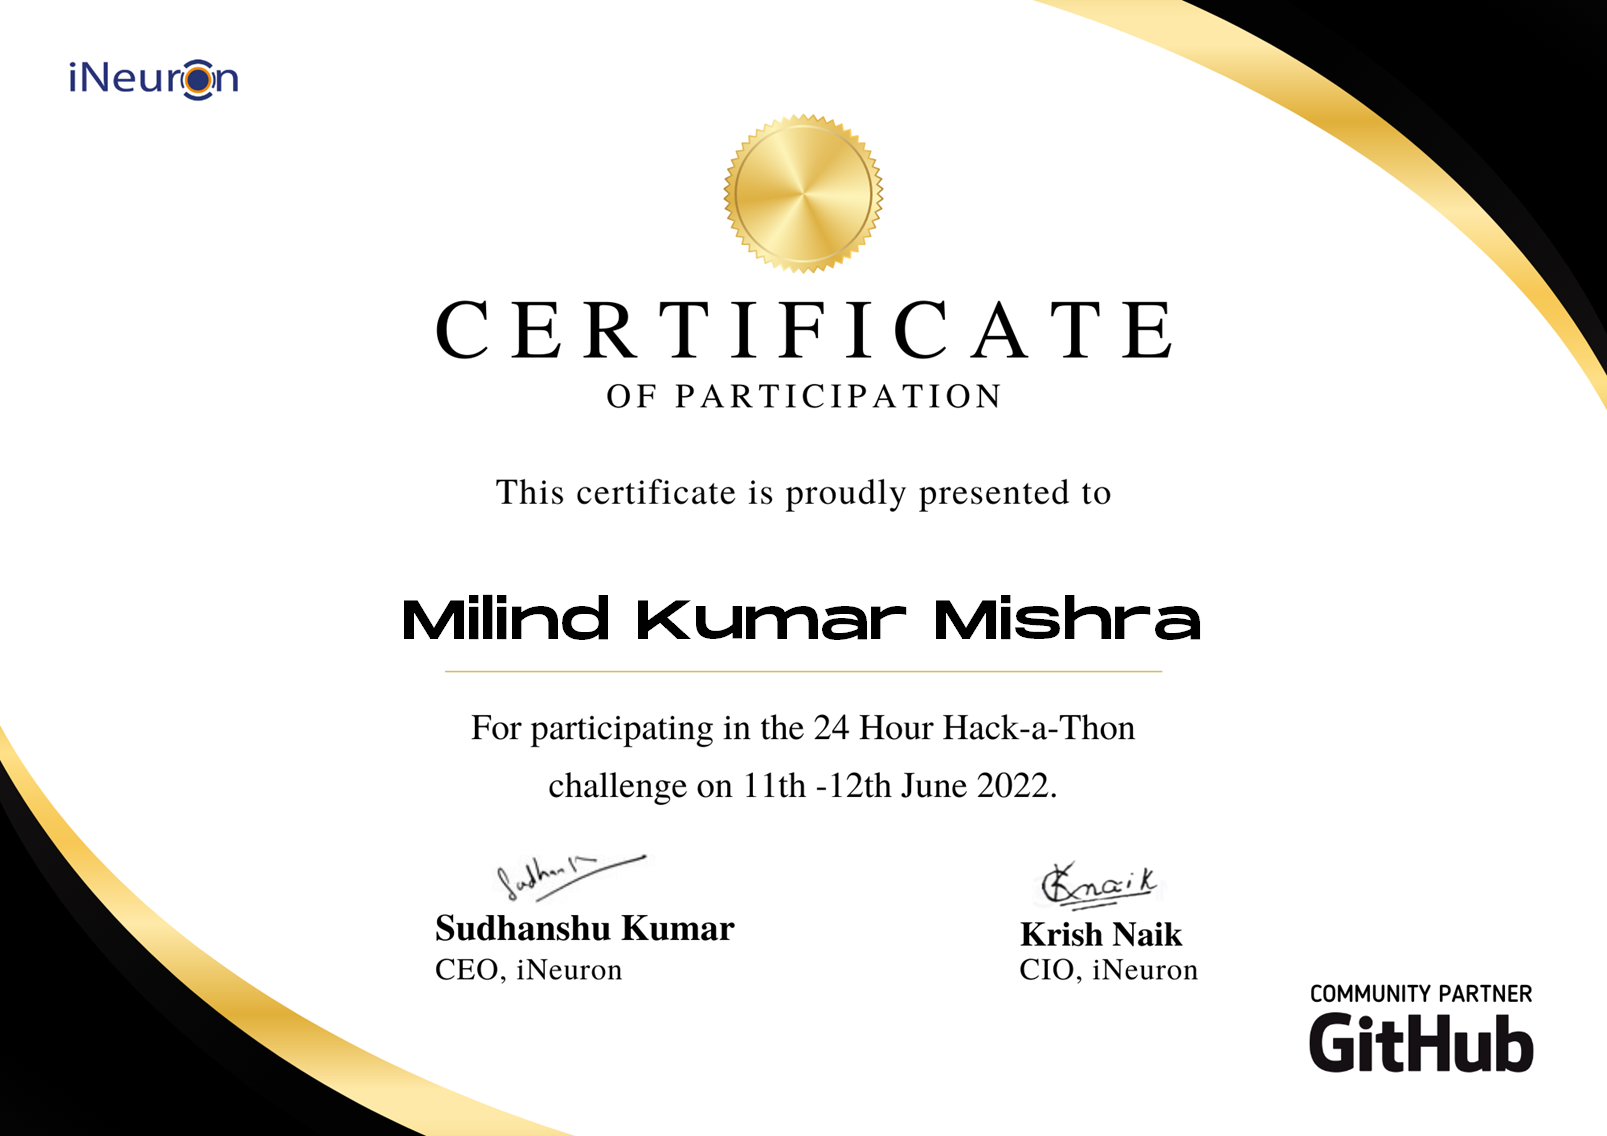 iNeuron
CERTIFICATE
OF PARTICIPATION
This certificate is proudly presented to
Milind Kumar Mishra
For participating in the 24 Hour Hack-a-Thon
challenge on 11th -12th June 2022.
Sudhanshu Kumar
CEO, iNeuron
Knaik
Krish Naik
CIO, iNeuron
COMMUNITY PARTNER
GitHub